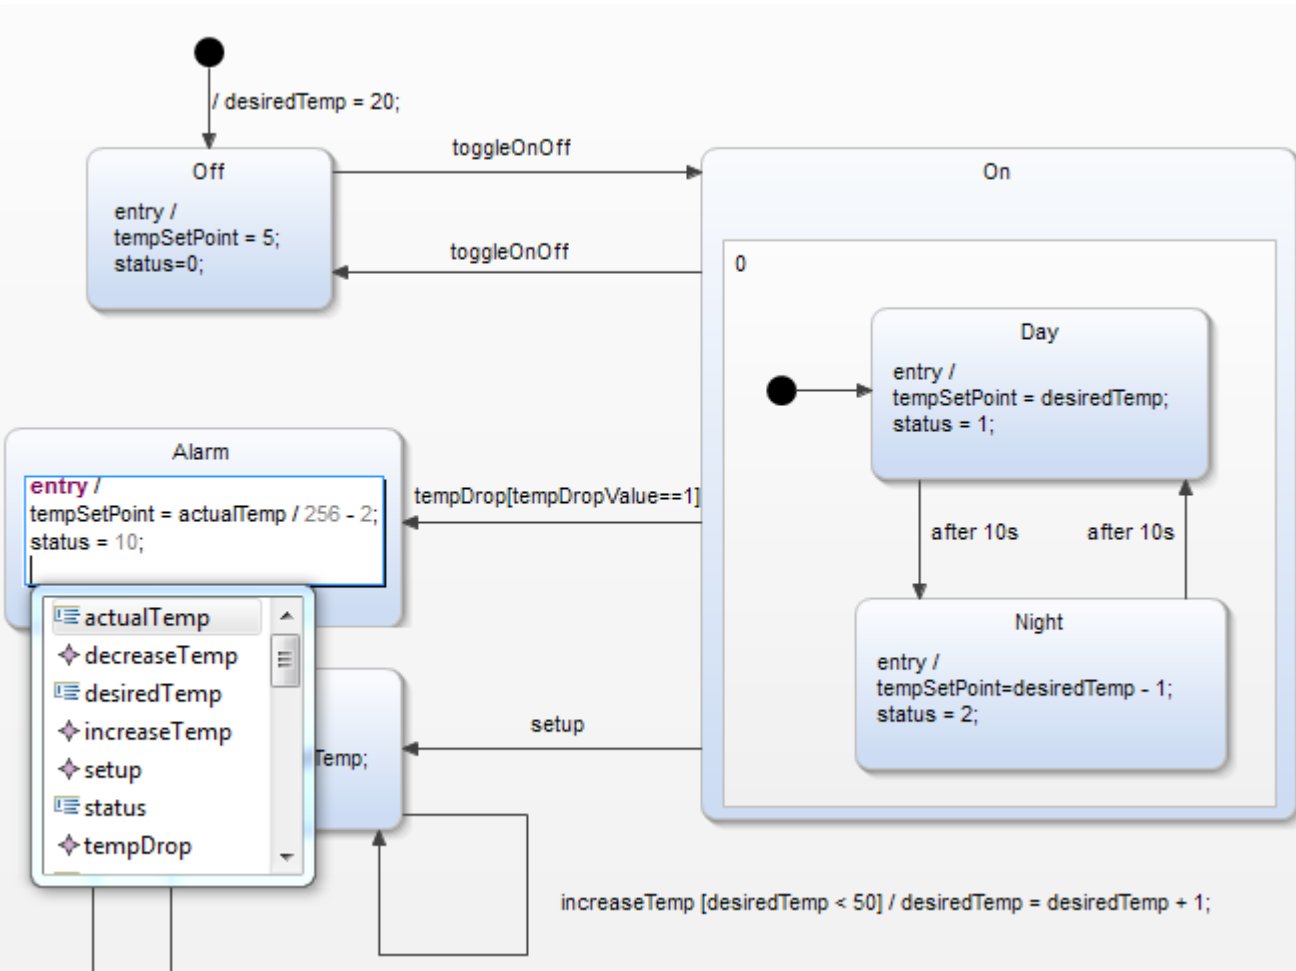 / desiredTemp = 20;
toggleOnOff
Off
entry /
tempSetPoint = 5;
status=0;
toggleOnOff
On
0
Day
entry /
tempSetPoint = desiredTemp;
status = 1;
Alarm
entry /
tempSetPoint = actualTemp / 256 - 2;
status = 10;
tempDrop[tempDropValue==1]
after 10s
after 10s
Night
entry /
tempSetPoint=desiredTemp - 1;
status = 2;
actualTemp
decreaseTemp
desiredTemp
increaseTemp
setup
status
tempDrop
Temp;
setup
increaseTemp [desiredTemp < 50] / desiredTemp = desiredTemp + 1;